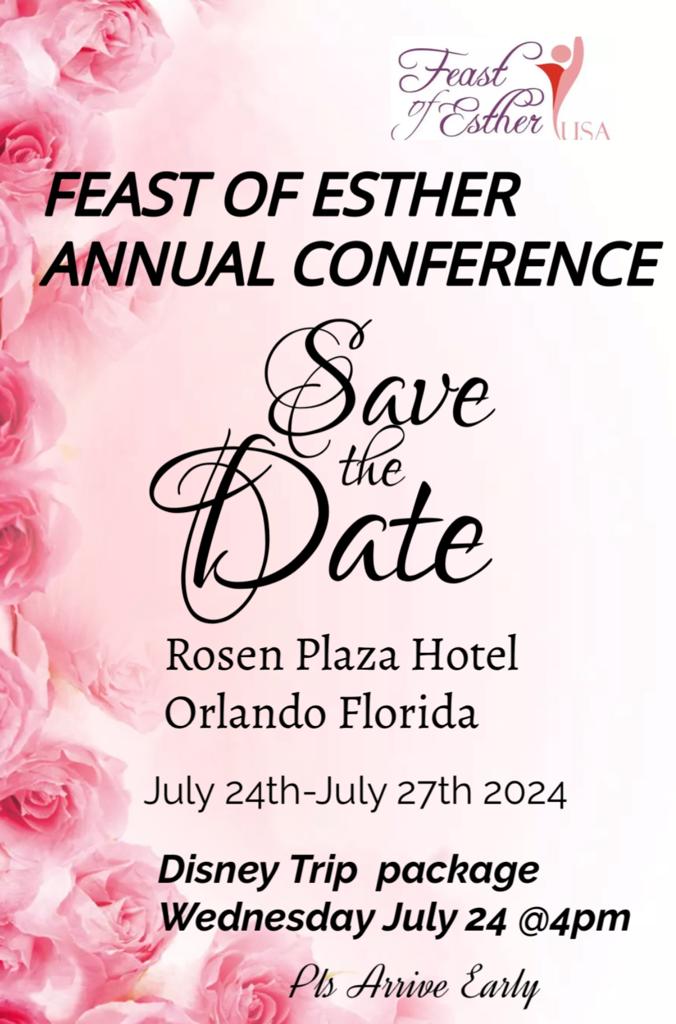 Feast
of Esther USA
FEAST OF ESTHER
ANNUAL CONFERENCE
Save
the
Date
Rosen Plaza Hotel
Orlando Florida
July 24th-July 27th 2024
Disney Trip package
Wednesday July 24 @4pm
Pls Arrive Early